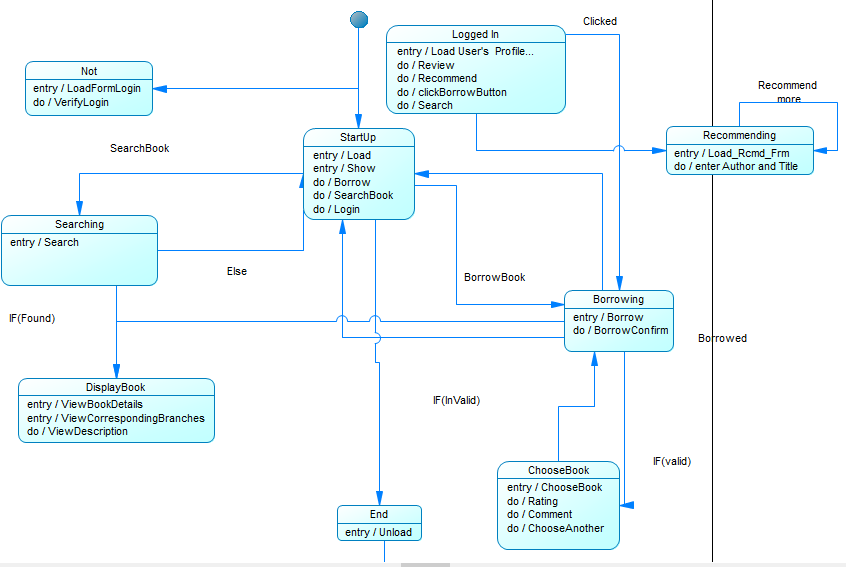 Logged In
entry / Load User's  Profile...
do / Review
do / Recommend
do / clickBorrowButton
do / Search
Clicked
Not
entry / LoadFormLogin
do / VerifyLogin
Recommend
more
Recommending
entry / Load_Rcmd_Frm
do / enter Author and Title
StartUp
entry / Load
entry / Show
do / Borrow
do / SearchBook
do / Login
SearchBook
Searching
entry / Search
Else
BorrowBook
Borrowing
entry / Borrow
do / BorrowConfirm
IF(Found)
Borrowed
DisplayBook
entry / ViewBookDetails
entry / ViewCorrespondingBranches
do / ViewDescription
IF(InValid)
IF(valid)
ChooseBook
entry / ChooseBook
do / Rating
do / Comment
do / ChooseAnother
End
entry / Unload